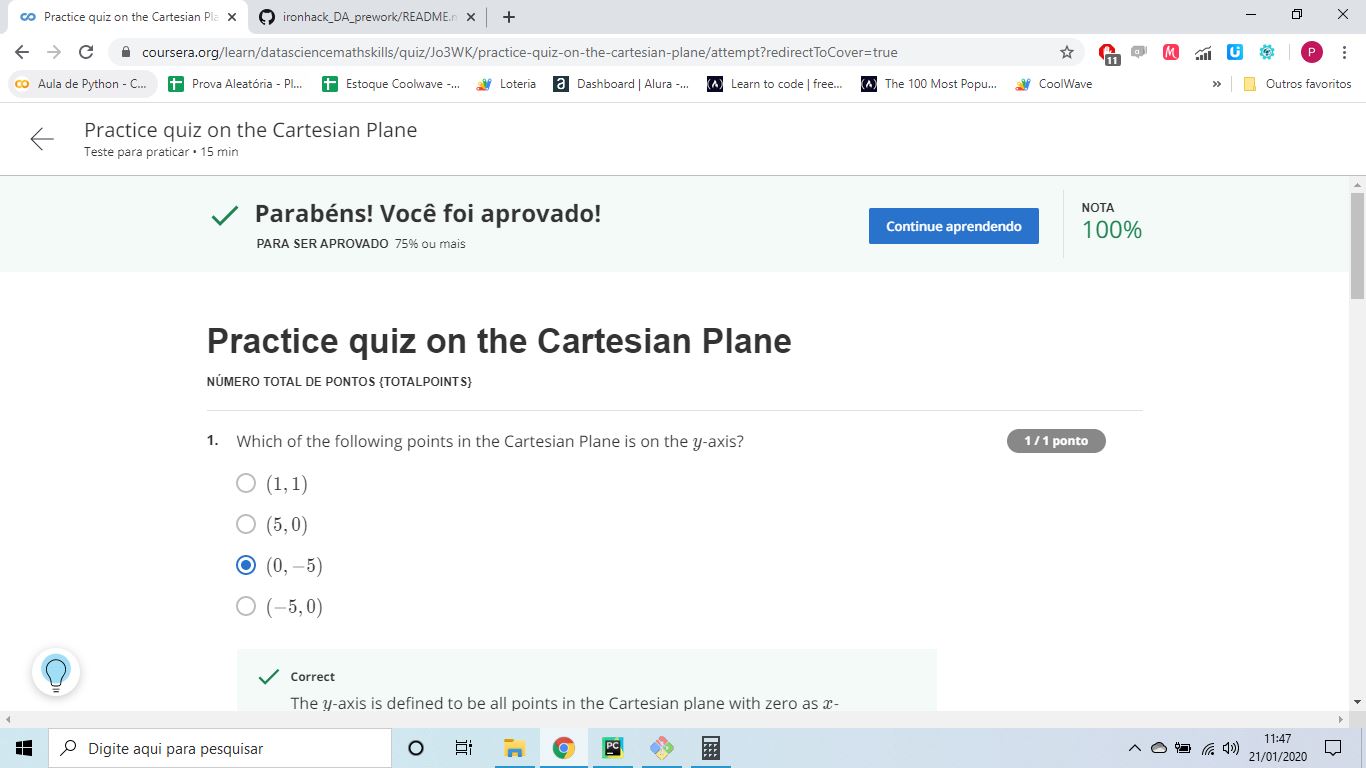 Practice quiz on the Cartesian Pla
ironhack_DA_prework/README.m
coursera.org/learn/datasciencemathskills/quiz/Jo3WK/practice-quiz-on-the-cartesian-plane/attempt?redirectToCover=true
11
P
Aula de Python - C...
Prova Aleatória - Pl...
Estoque Coolwave -...
Loteria
Dashboard | Alura -...
Learn to code | free...
The 100 Most Popu...
CoolWave
»
Outros favoritos
Practice quiz on the Cartesian Plane
Teste para praticar • 15 min
Parabéns! Você foi aprovado!
PARA SER APROVADO 75% ou mais
Continue aprendendo
NOTA
100%
Practice quiz on the Cartesian Plane
NÚMERO TOTAL DE PONTOS {TOTALPOINTS}
1. Which of the following points in the Cartesian Plane is on the y-axis?
1 / 1 ponto
(1, 1)
(5, 0)
(0, −5)
(−5, 0)
Correct
The y-axis is defined to be all points in the Cartesian plane with zero as x-
Digite aqui para pesquisar
PC
11:47
21/01/2020